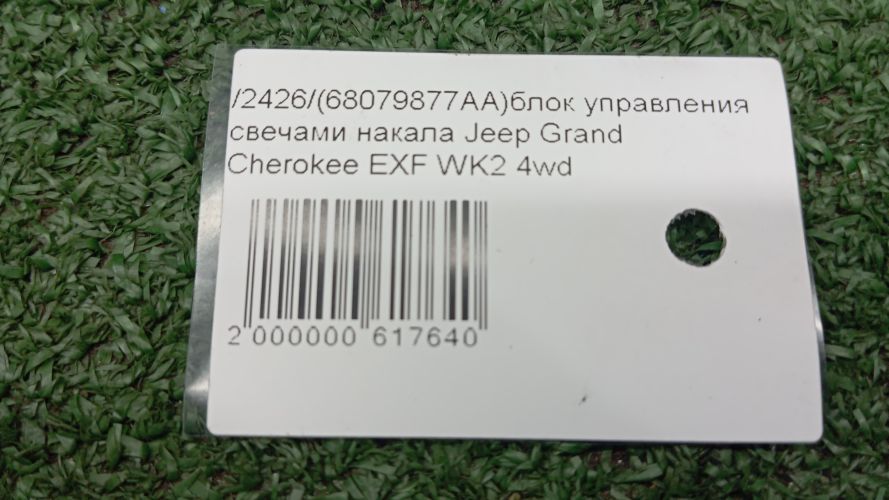 /2426/(68079877AA)блок управления
свечами накала Jeep Grand
Cherokee EXF WK2 4wd
2 000000 617640